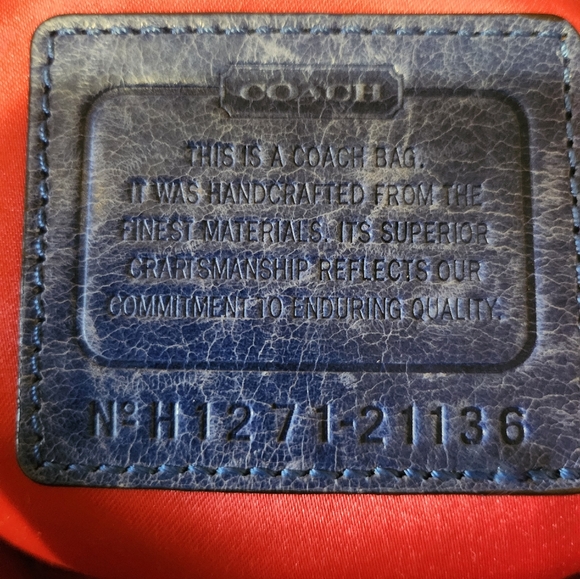 COACH
THIS IS A COACH BAG.
IT WAS HANDCRAFTED FROM THE
FINEST MATERIALS. ITS SUPERIOR
CRAFTSMANSHIP REFLECTS OUR
COMMITMENT TO ENDURING QUALITY.
Nº H1271-21136